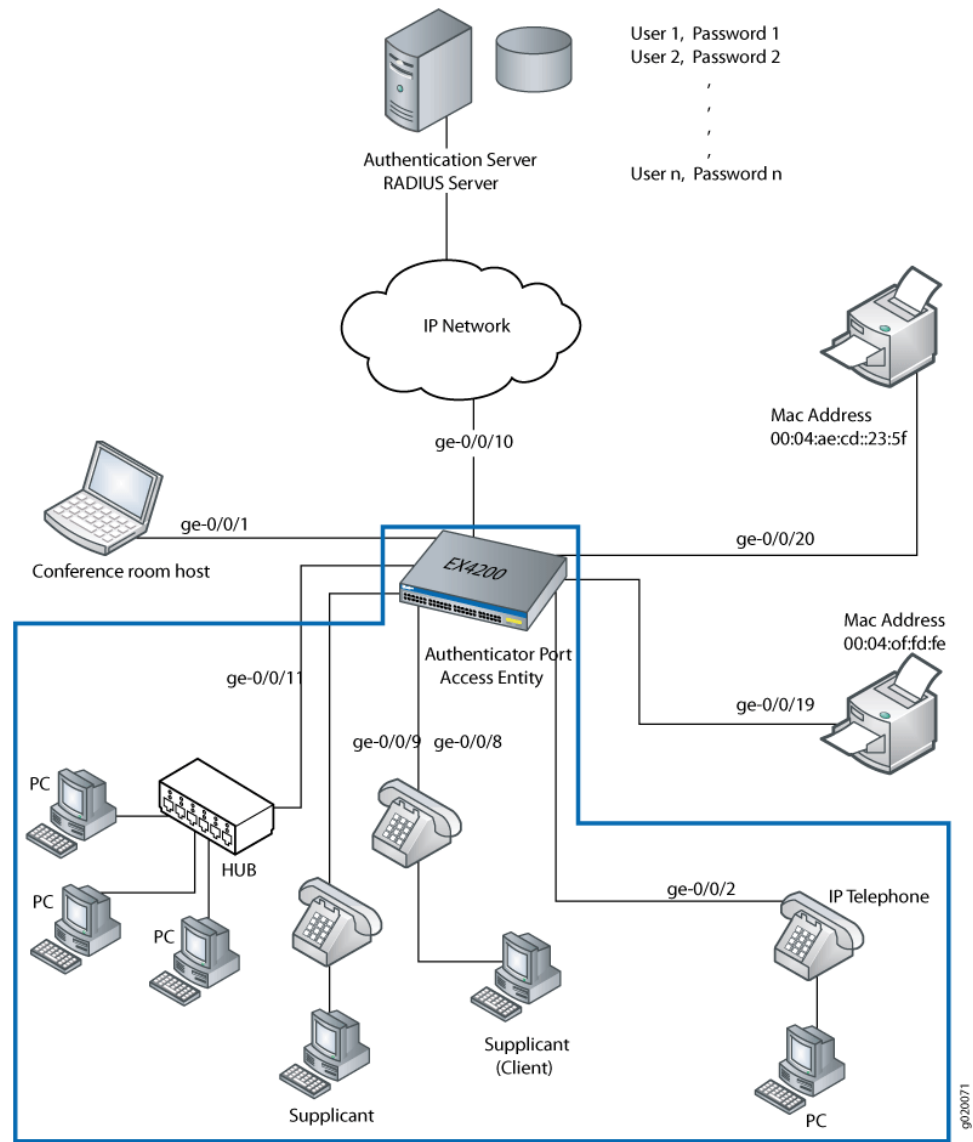 User 1, Password 1
User 2, Password 2
,
,
,
,
User n, Password n
Authentication Server
RADIUS Server
IP Network
ge-0/0/10
Mac Address
00:04:ae:cd::23:5f
ge-0/0/1
ge-0/0/20
Conference room host
EX4200
Mac Address
00:04:of:fd:fe
Authenticator Port
Access Entity
ge-0/0/11
ge-0/0/19
ge-0/0/9
ge-0/0/8
PC
HUB
PC
PC
ge-0/0/2
IP Telephone
Supplicant
(Client)
Supplicant
PC
g020071